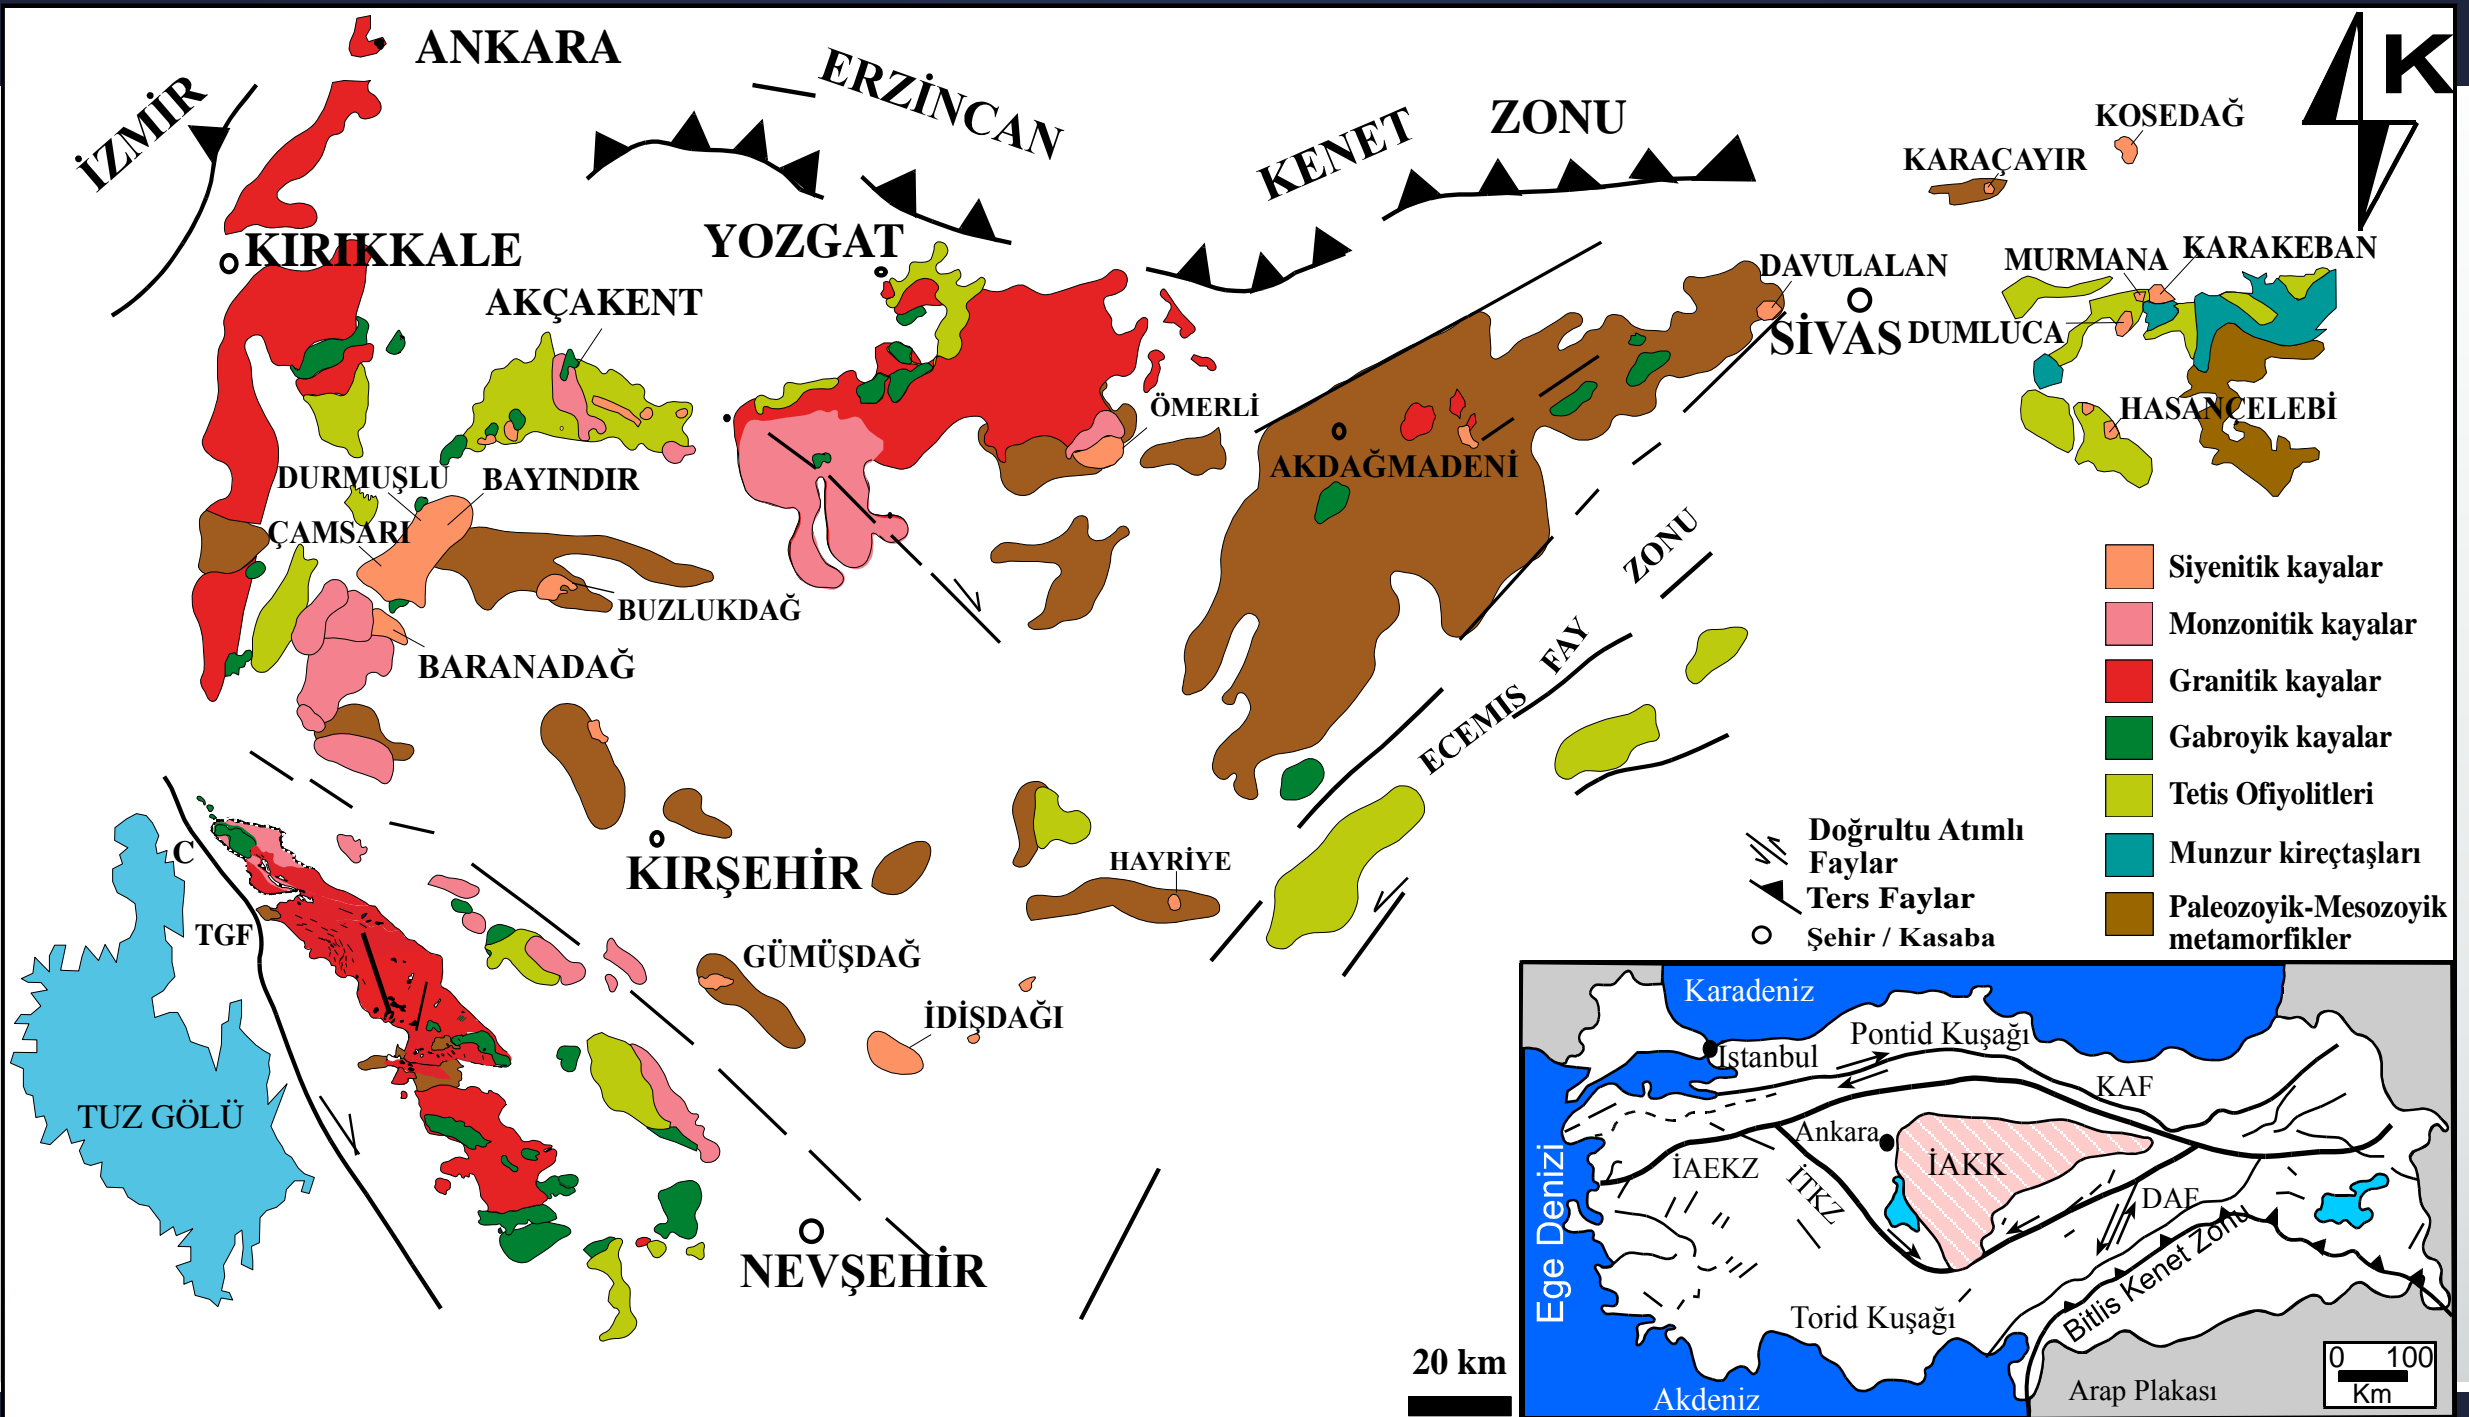 K
ANKARA
İZMİR
ERZİNCAN
KENET
ZONU
KOSEDAĞ
KARAÇAYIR
KIRIKKALE
YOZGAT
AKÇAKENT
DAVULALAN
SİVAS
MURMANA
KARAKEBAN
DUMLUCA
HASANÇELEBİ
ÖMERLİ
AKDAĞMADENİ
DURMUŞLU
BAYINDIR
ÇAMSARI
BUZLUKDAĞ
BARANADAĞ
ECEMIS
FAY
ZONU
KIRŞEHİR
HAYRİYE
C
TGF
GÜMÜŞDAĞ
İDİŞDAĞI
TUZ GÖLÜ
NEVŞEHİR
Siyenitik kayalar
Monzonitik kayalar
Granitik kayalar
Gabroyik kayalar
Tetis Ofiyolitleri
Munzur kireçtaşları
Paleozoyik-Mesozoyik
metamorfikler
Doğrultu Atımlı
Faylar
Ters Faylar
Şehir / Kasaba
20 km
Karadeniz
Pontid Kuşağı
Istanbul
KAF
Ankara
İAEKZ
İTKZ
İAKK
DAF
Ege Denizi
Bitlis Kenet Zonu
Torid Kuşağı
Akdeniz
Arap Plakası
0 100
Km